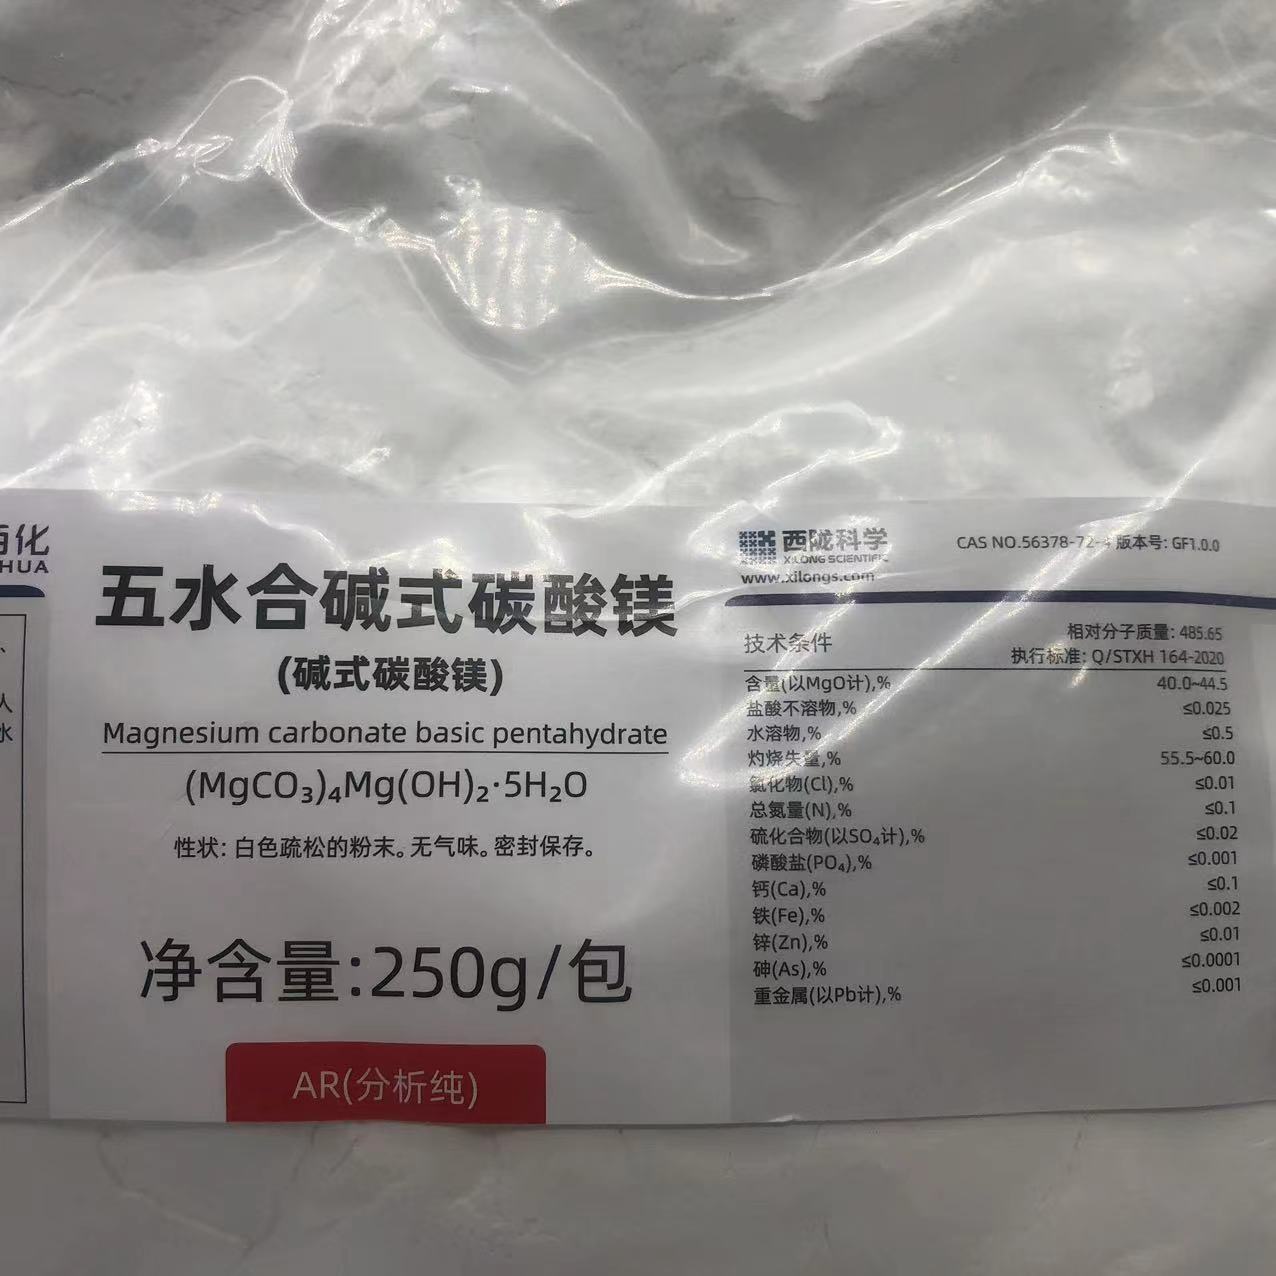 西化
HUA
、
人
水
五水合碱式碳酸镁
(碱式碳酸镁)
Magnesium carbonate basic pentahydrate
(MgCO₃)₄Mg(OH)₂·5H₂O
性状: 白色疏松的粉末。无气味。密封保存。
净含量:250g/包
AR(分析纯)
西陇科学
XILONG SCIENTIFIC
www.xilongs.com
CAS NO.56378-72-4 版本号: GF1.0.0
技术条件
相对分子质量: 485.65
执行标准: Q/STXH 164-2020
含量(以MgO计),% 40.0~44.5
盐酸不溶物,% ≤0.025
水溶物,% ≤0.5
灼烧失量,% 55.5~60.0
氯化物(Cl),% ≤0.01
总氮量(N),% ≤0.1
硫化合物(以SO₄计),% ≤0.02
磷酸盐(PO₄),% ≤0.001
钙(Ca),% ≤0.1
铁(Fe),% ≤0.002
锌(Zn),% ≤0.01
砷(As),% ≤0.0001
重金属(以Pb计),% ≤0.001